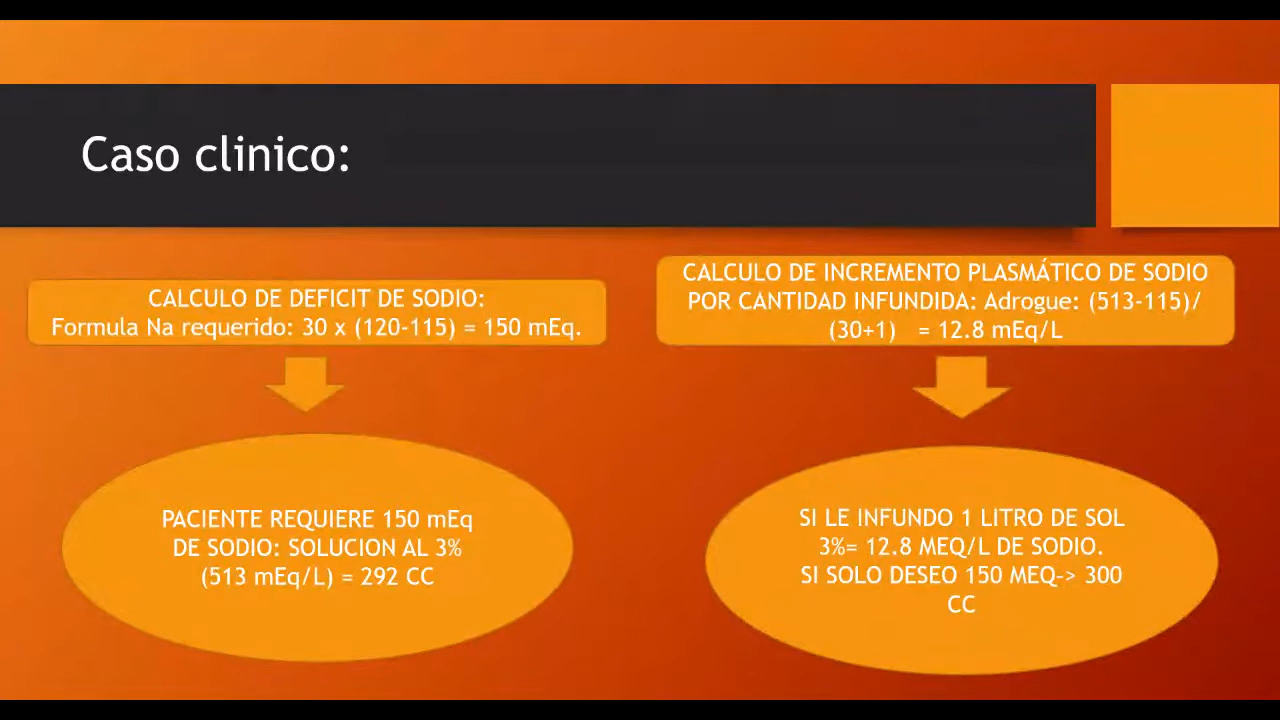 Caso clinico:
CALCULO DE DEFICIT DE SODIO:
Formula Na requerido: 30 x (120-115) = 150 mEq.
CALCULO DE INCREMENTO PLASMÁTICO DE SODIO
POR CANTIDAD INFUNDIDA: Adrogue: (513-115)/
(30+1) = 12.8 mEq/L
PACIENTE REQUIERE 150 mEq
DE SODIO: SOLUCION AL 3%
(513 mEq/L) = 292 CC
SI LE INFUNDO 1 LITRO DE SOL
3%= 12.8 MEQ/L DE SODIO.
SI SOLO DESEO 150 MEQ-> 300
CC